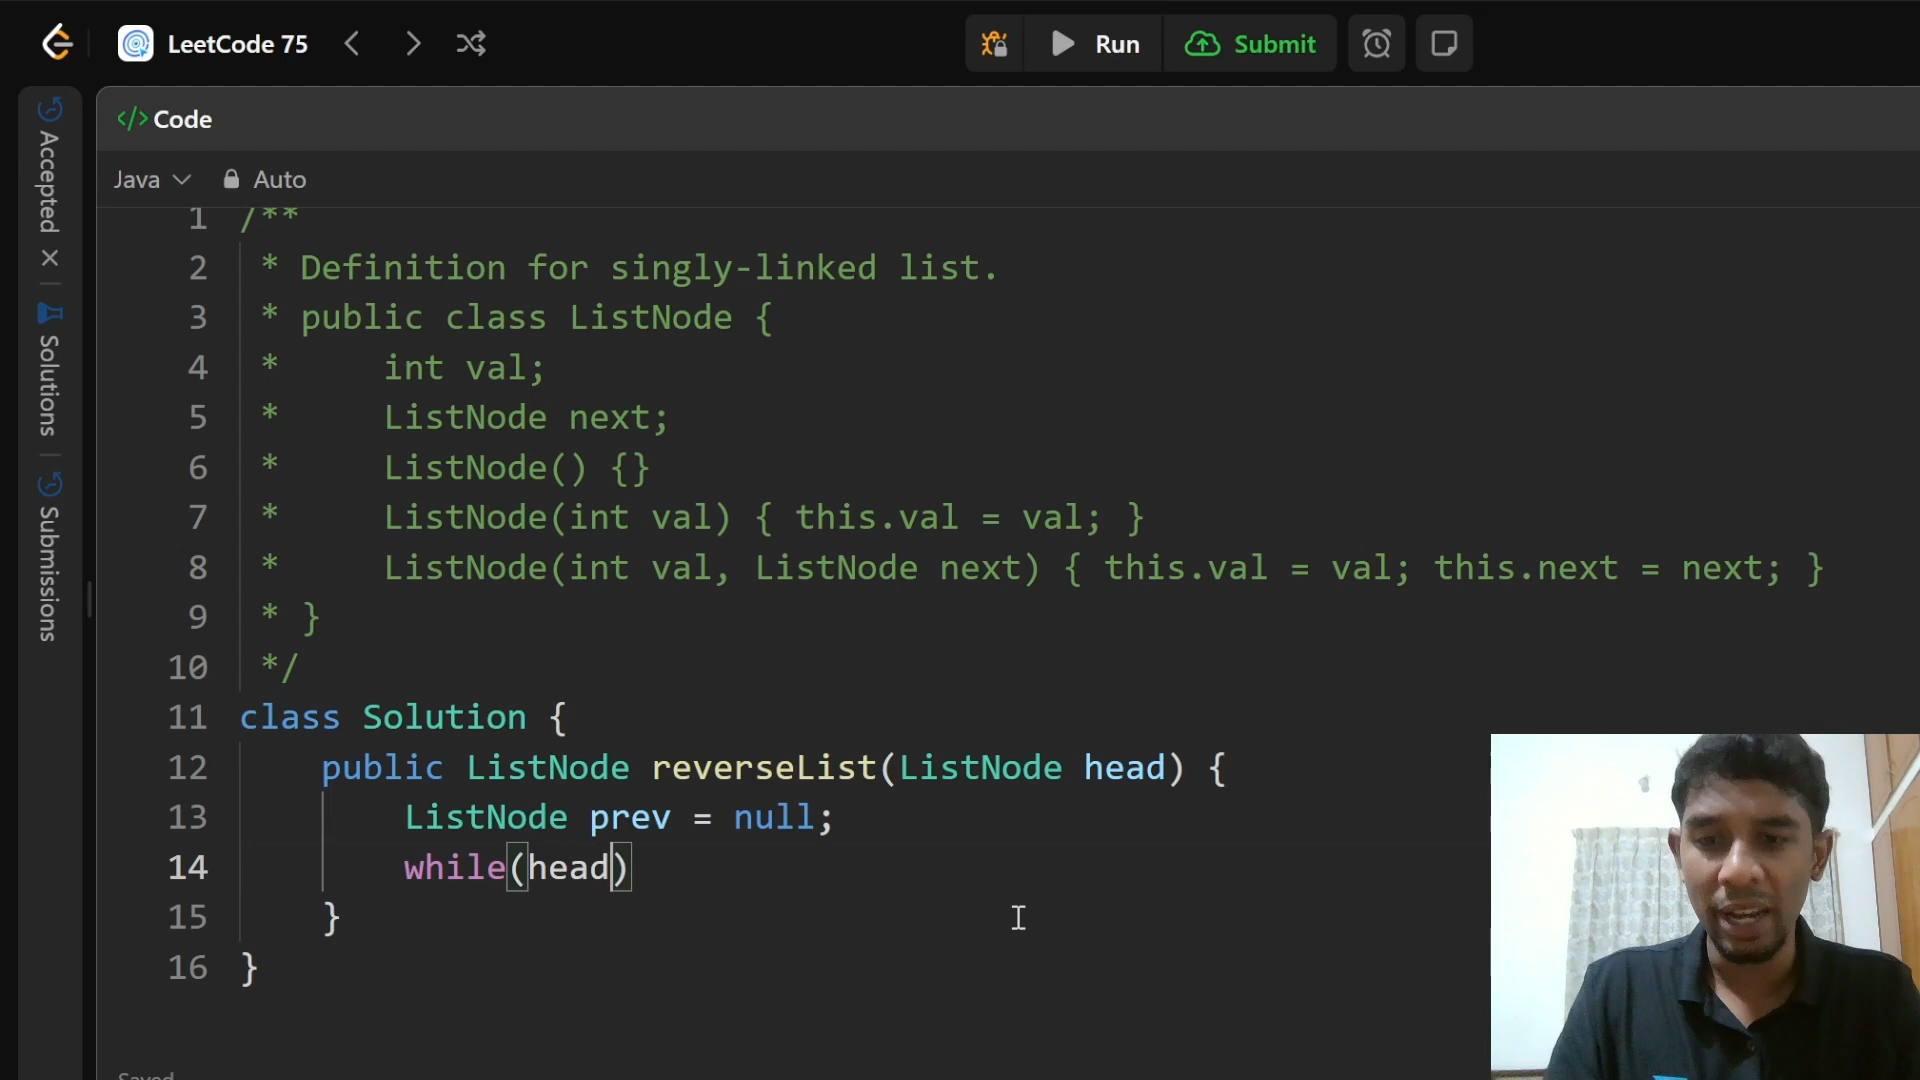 LeetCode 75
Run
Submit
Accepted
Solutions
Submissions
</> Code
Java
Auto
1 /**
2 * Definition for singly-linked list.
3 * public class ListNode {
4 *     int val;
5 *     ListNode next;
6 *     ListNode() {}
7 *     ListNode(int val) { this.val = val; }
8 *     ListNode(int val, ListNode next) { this.val = val; this.next = next; }
9 * }
10 */
11 class Solution {
12     public ListNode reverseList(ListNode head) {
13         ListNode prev = null;
14         while(head)
15     }
16 }
Saved